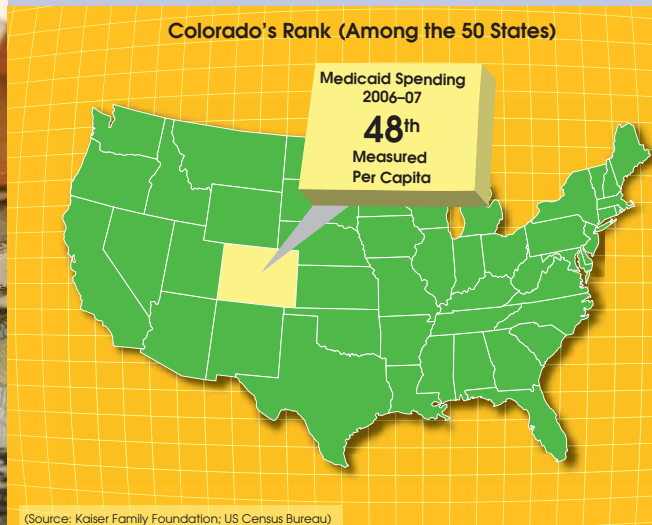 Colorado's Rank (Among the 50 States)
Medicaid Spending
2006–07
48th
Measured
Per Capita
(Source: Kaiser Family Foundation; US Census Bureau)